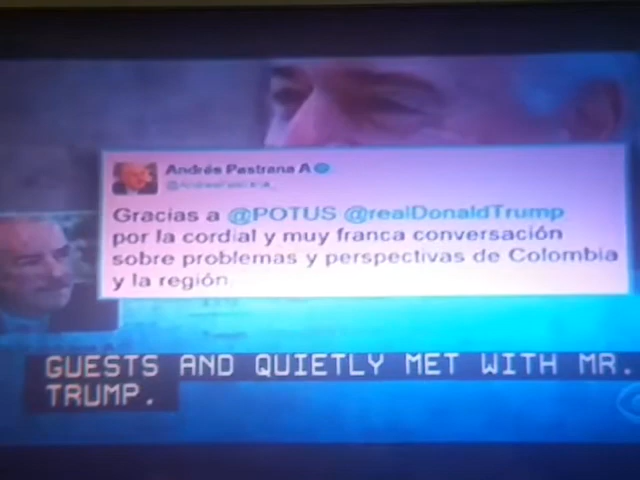 Andrés Pastrana A
Gracias a @POTUS @realDonaldTrump
por la cordial y muy franca conversación
sobre problemas y perspectivas de Colombia
y la región
GUESTS AND QUIETLY MET WITH MR.
TRUMP.